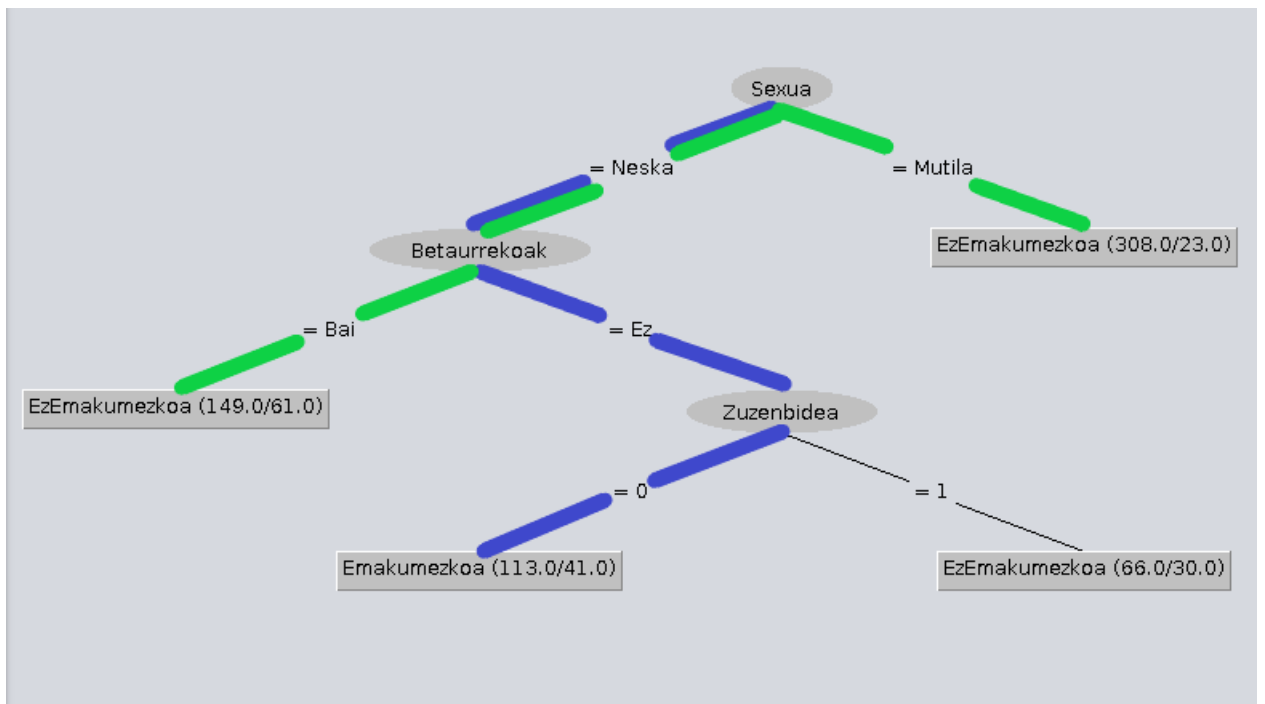 Sexua
= Neska
= Mutila
Betaurrekoak
EzEmakumezkoa (308.0/23.0)
= Bai
= Ez
EzEmakumezkoa (149.0/61.0)
Zuzenbidea
= 0
= 1
Emakumezkoa (113.0/41.0)
EzEmakumezkoa (66.0/30.0)